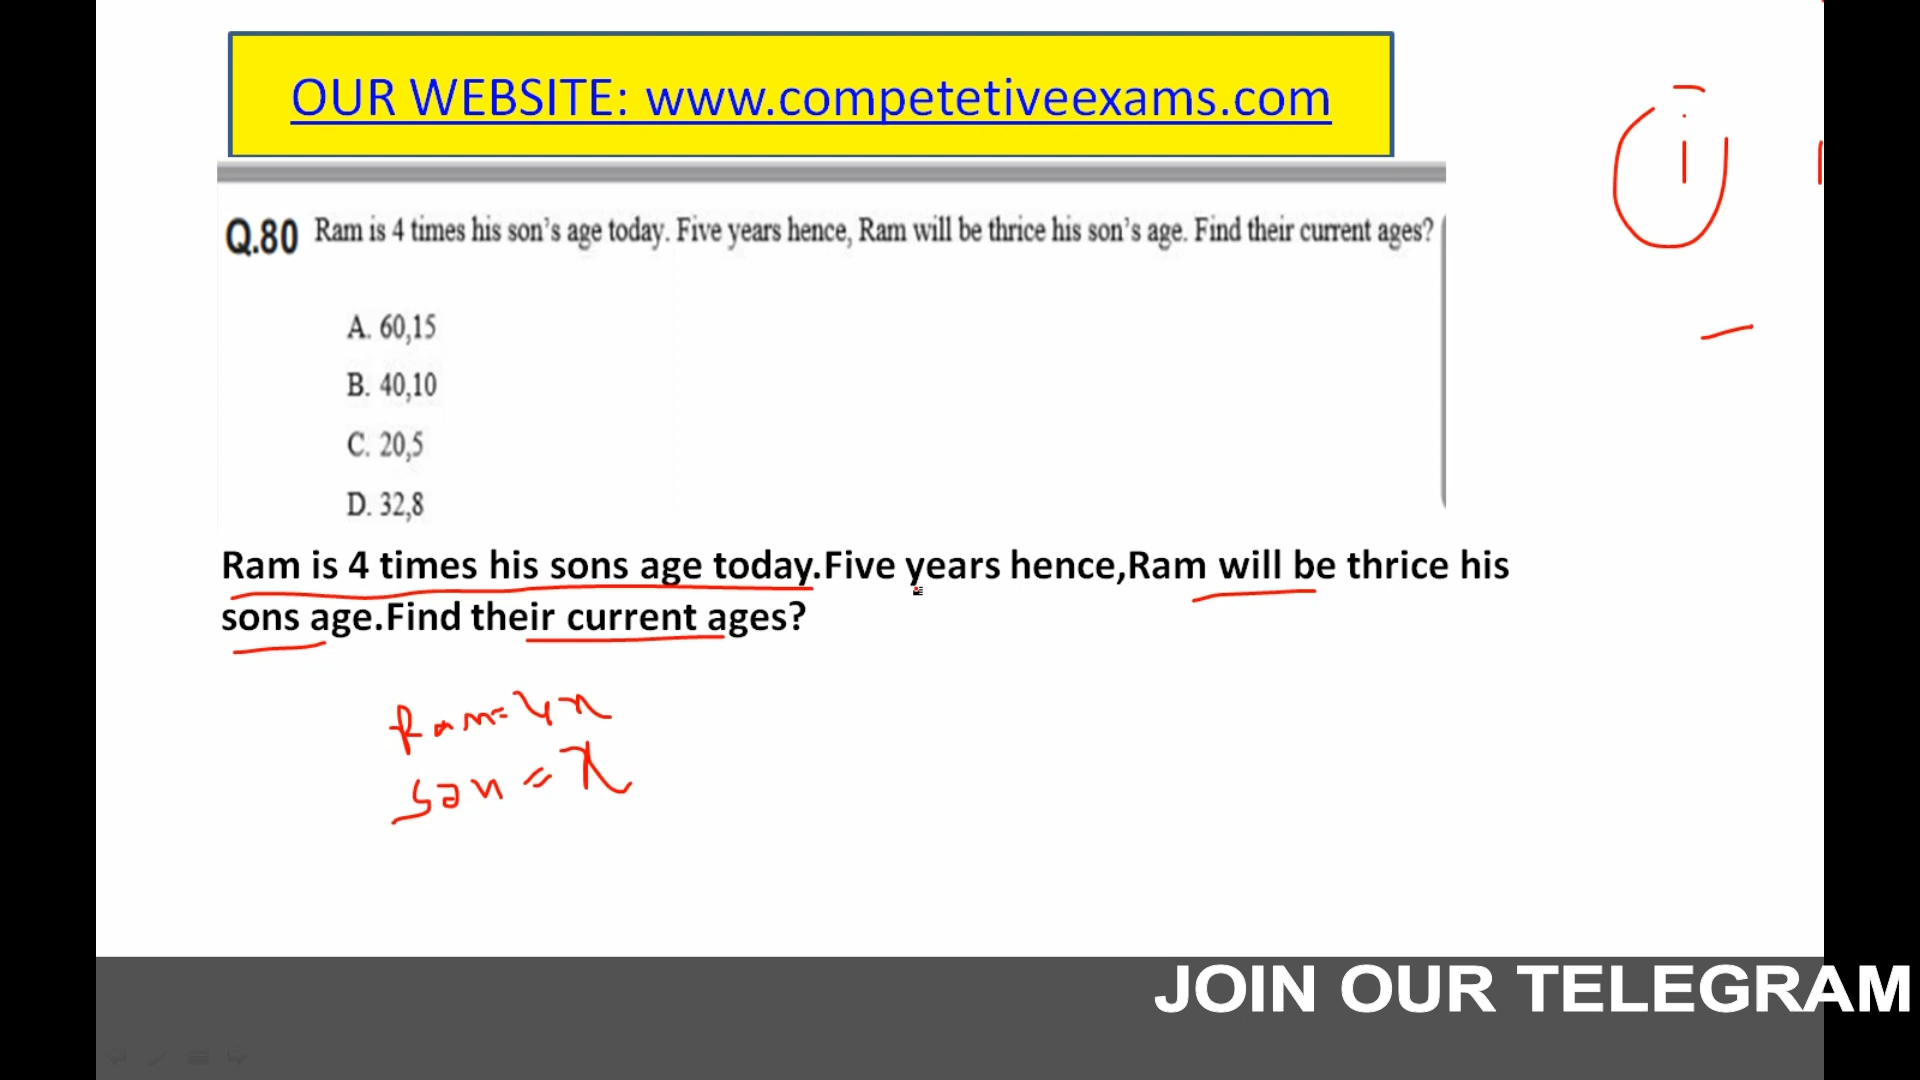 OUR WEBSITE: www.competetiveexams.com
Q.80 Ram is 4 times his son's age today. Five years hence, Ram will be thrice his son's age. Find their current ages?
A. 60,15
B. 40,10
C. 20,5
D. 32,8
Ram is 4 times his sons age today.Five years hence,Ram will be thrice his
sons age.Find their current ages?
Ram=4x
son=x
JOIN OUR TELEGRAM